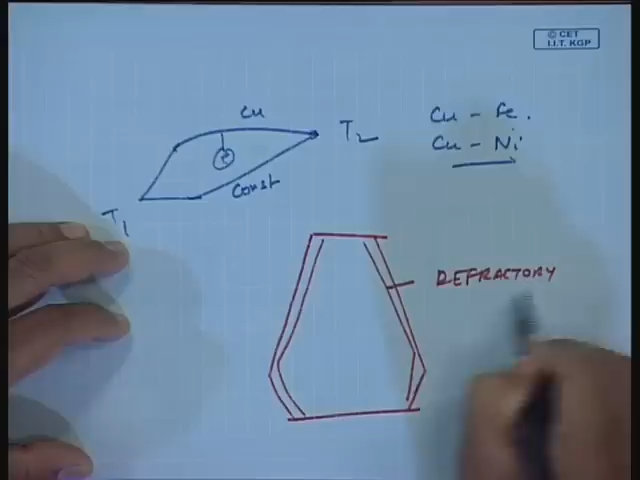 © CET
I.I.T. KGP
Cu
T2
Const
T1
Cu - Fe.
Cu - Ni
REFRACTORY